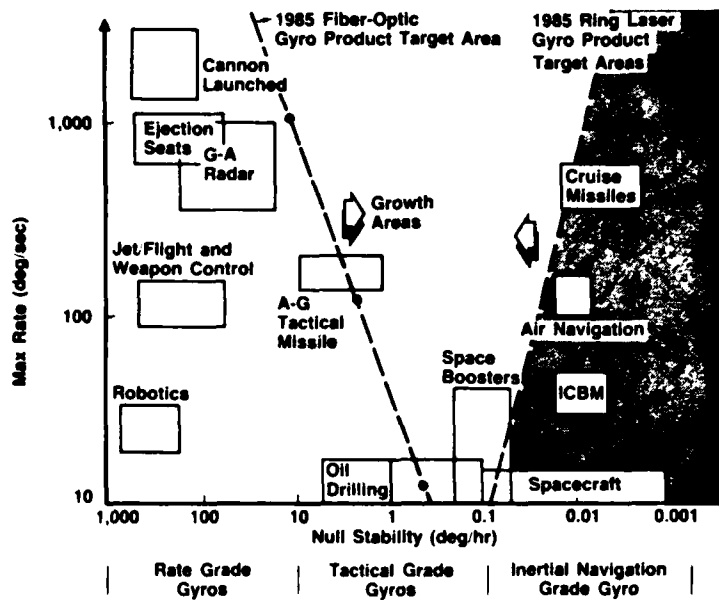 1985 Fiber-Optic
Gyro Product Target Area
1985 Ring Laser
Gyro Product
Target Areas
Cannon
Launched
1,000
Ejection
Seats
G-A
Radar
Cruise
Missiles
Growth
Areas
Max Rate (deg/sec)
Jet Flight and
Weapon Control
A-G
Tactical
Missile
100
Air Navigation
Space
Boosters
ICBM
Robotics
Oil
Drilling
Spacecraft
10
1,000
100
10
1
0.1
0.01
0.001
Null Stability (deg/hr)
Rate Grade
Gyros
Tactical Grade
Gyros
Inertial Navigation
Grade Gyro